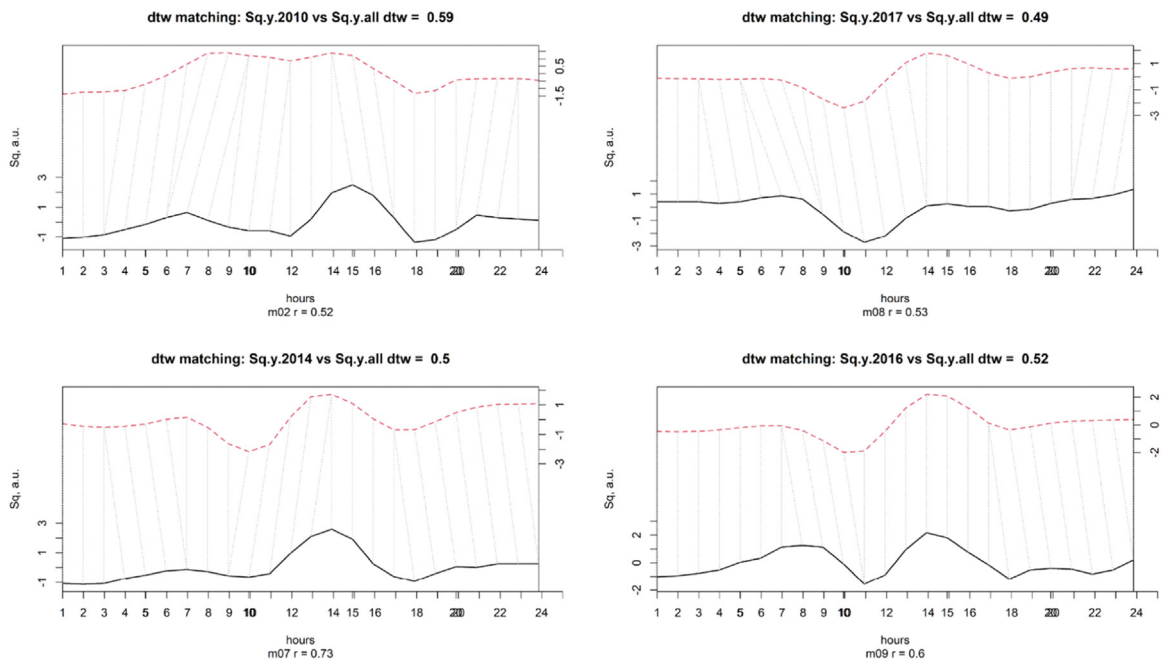 dtw matching: Sq.y.2010 vs Sq.y.all dtw = 0.59
0.5
-1.5
Sq, a.u.
3
1
-1
1 2 3 4 5 6 7 8 9 10 12 14 15 16 18 20 22 24
hours
m02 r = 0.52
dtw matching: Sq.y.2017 vs Sq.y.all dtw = 0.49
1
-1
-3
Sq, a.u.
1
-1
-3
1 2 3 4 5 6 7 8 9 10 12 14 15 16 18 20 22 24
hours
m08 r = 0.53
dtw matching: Sq.y.2014 vs Sq.y.all dtw = 0.5
1
-1
-3
Sq, a.u.
3
1
-1
1 2 3 4 5 6 7 8 9 10 12 14 15 16 18 20 22 24
hours
m07 r = 0.73
dtw matching: Sq.y.2016 vs Sq.y.all dtw = 0.52
2
0
-2
Sq, a.u.
2
0
-2
1 2 3 4 5 6 7 8 9 10 12 14 15 16 18 20 22 24
hours
m09 r = 0.6